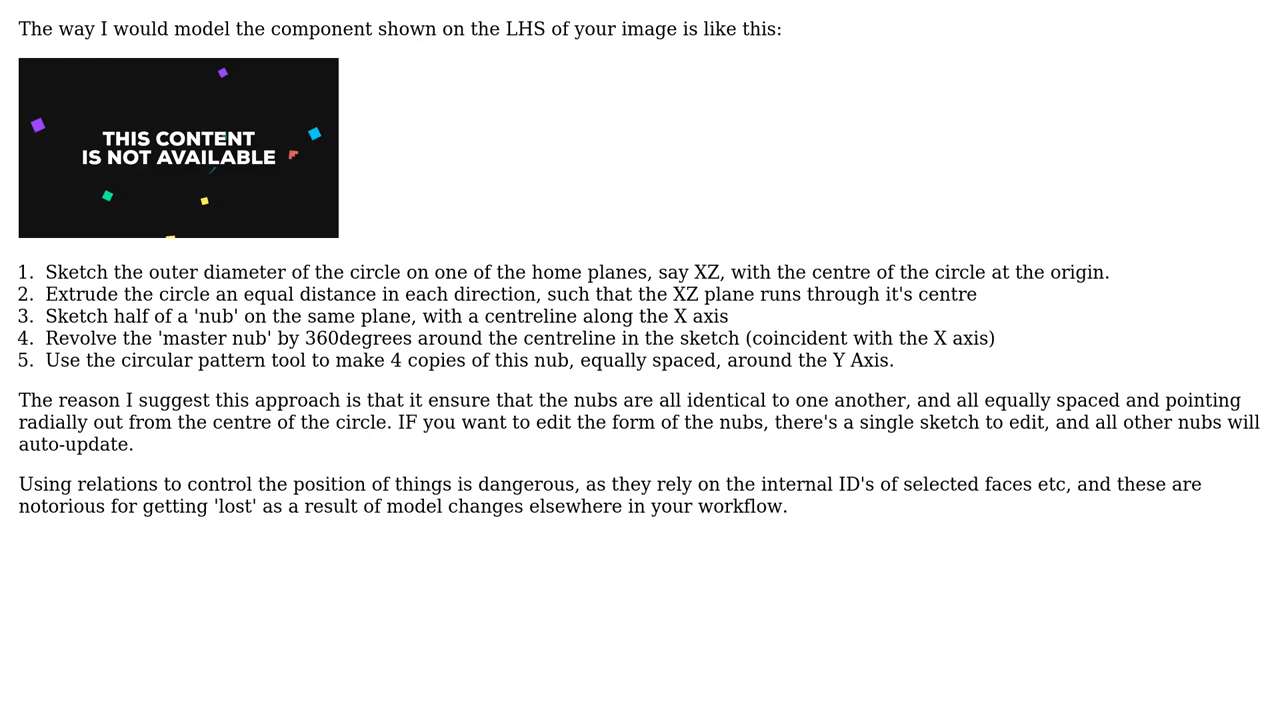 The way I would model the component shown on the LHS of your image is like this:
THIS CONTENT
IS NOT AVAILABLE
1. Sketch the outer diameter of the circle on one of the home planes, say XZ, with the centre of the circle at the origin.
2. Extrude the circle an equal distance in each direction, such that the XZ plane runs through it's centre
3. Sketch half of a 'nub' on the same plane, with a centreline along the X axis
4. Revolve the 'master nub' by 360degrees around the centreline in the sketch (coincident with the X axis)
5. Use the circular pattern tool to make 4 copies of this nub, equally spaced, around the Y Axis.
The reason I suggest this approach is that it ensure that the nubs are all identical to one another, and all equally spaced and pointing
radially out from the centre of the circle. IF you want to edit the form of the nubs, there's a single sketch to edit, and all other nubs will
auto-update.
Using relations to control the position of things is dangerous, as they rely on the internal ID's of selected faces etc, and these are
notorious for getting 'lost' as a result of model changes elsewhere in your workflow.